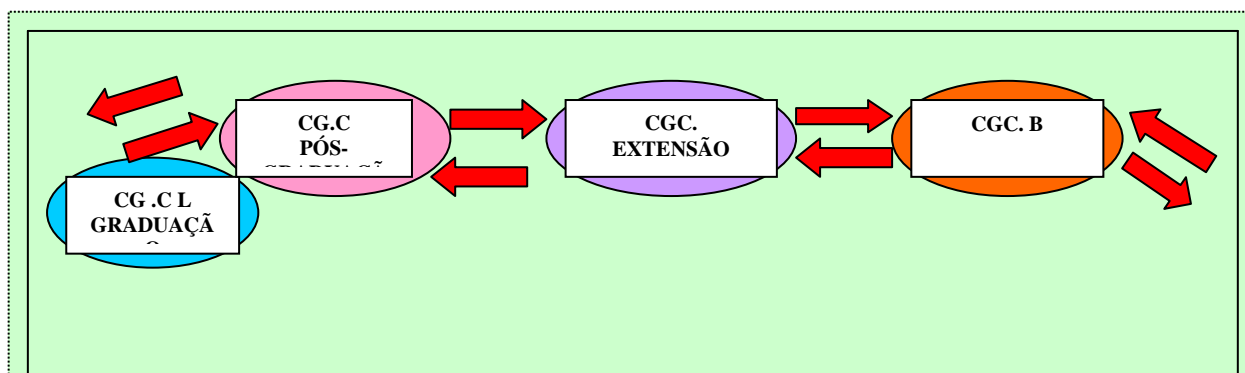 CG.C
PÓS-
CGC.
EXTENSÃO
CGC. B
CG .C L
GRADUAÇÃ